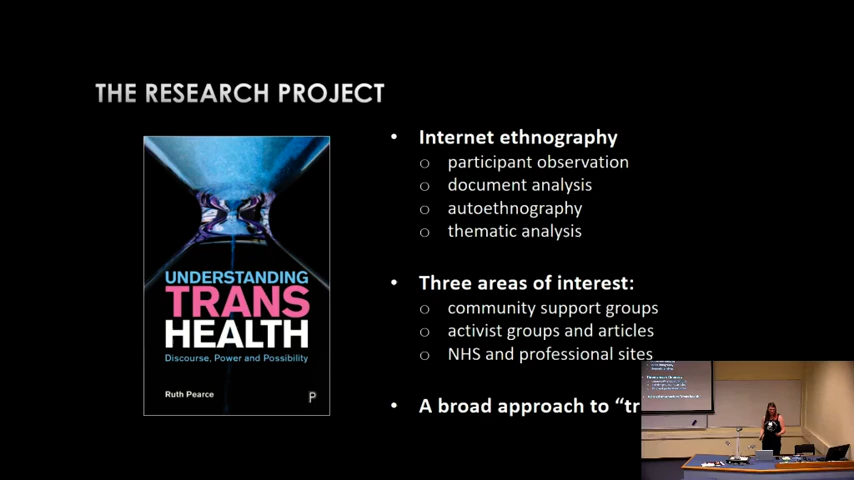 THE RESEARCH PROJECT
UNDERSTANDING
TRANS
HEALTH
Discourse, Power and Possibility
Ruth Pearce
P
• Internet ethnography
○ participant observation
○ document analysis
○ autoethnography
○ thematic analysis
• Three areas of interest:
○ community support groups
○ activist groups and articles
○ NHS and professional sites
• A broad approach to “tr